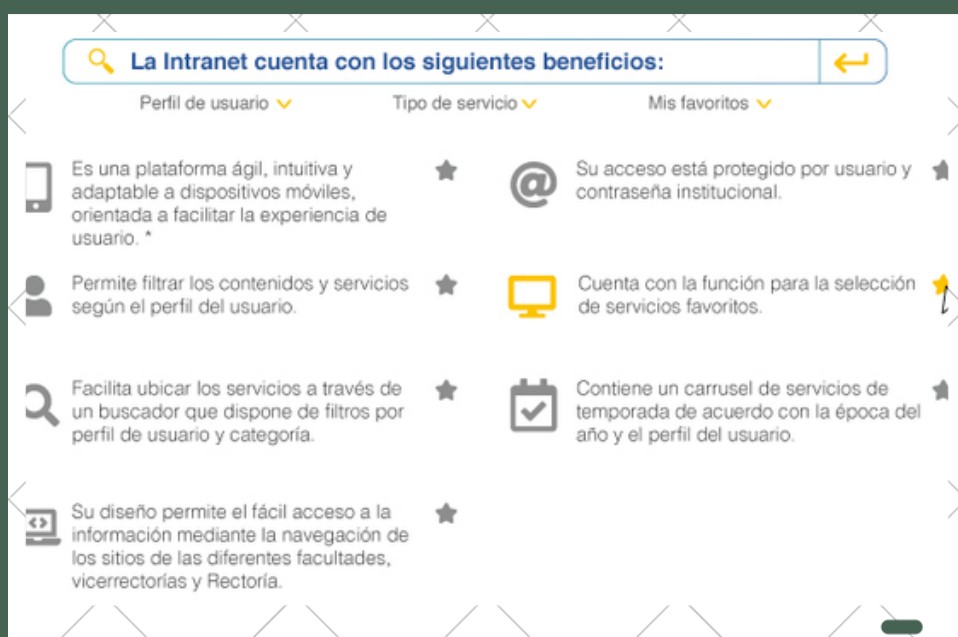 La Intranet cuenta con los siguientes beneficios:
Perfil de usuario
Tipo de servicio
Mis favoritos
Es una plataforma ágil, intuitiva y
adaptable a dispositivos móviles,
orientada a facilitar la experiencia de
usuario. *
Su acceso está protegido por usuario y
contraseña institucional.
Permite filtrar los contenidos y servicios
según el perfil del usuario.
Cuenta con la función para la selección
de servicios favoritos.
Facilita ubicar los servicios a través de
un buscador que dispone de filtros por
perfil de usuario y categoría.
Contiene un carrusel de servicios de
temporada de acuerdo con la época del
año y el perfil del usuario.
Su diseño permite el fácil acceso a la
información mediante la navegación de
los sitios de las diferentes facultades,
vicerrectorías y Rectoría.